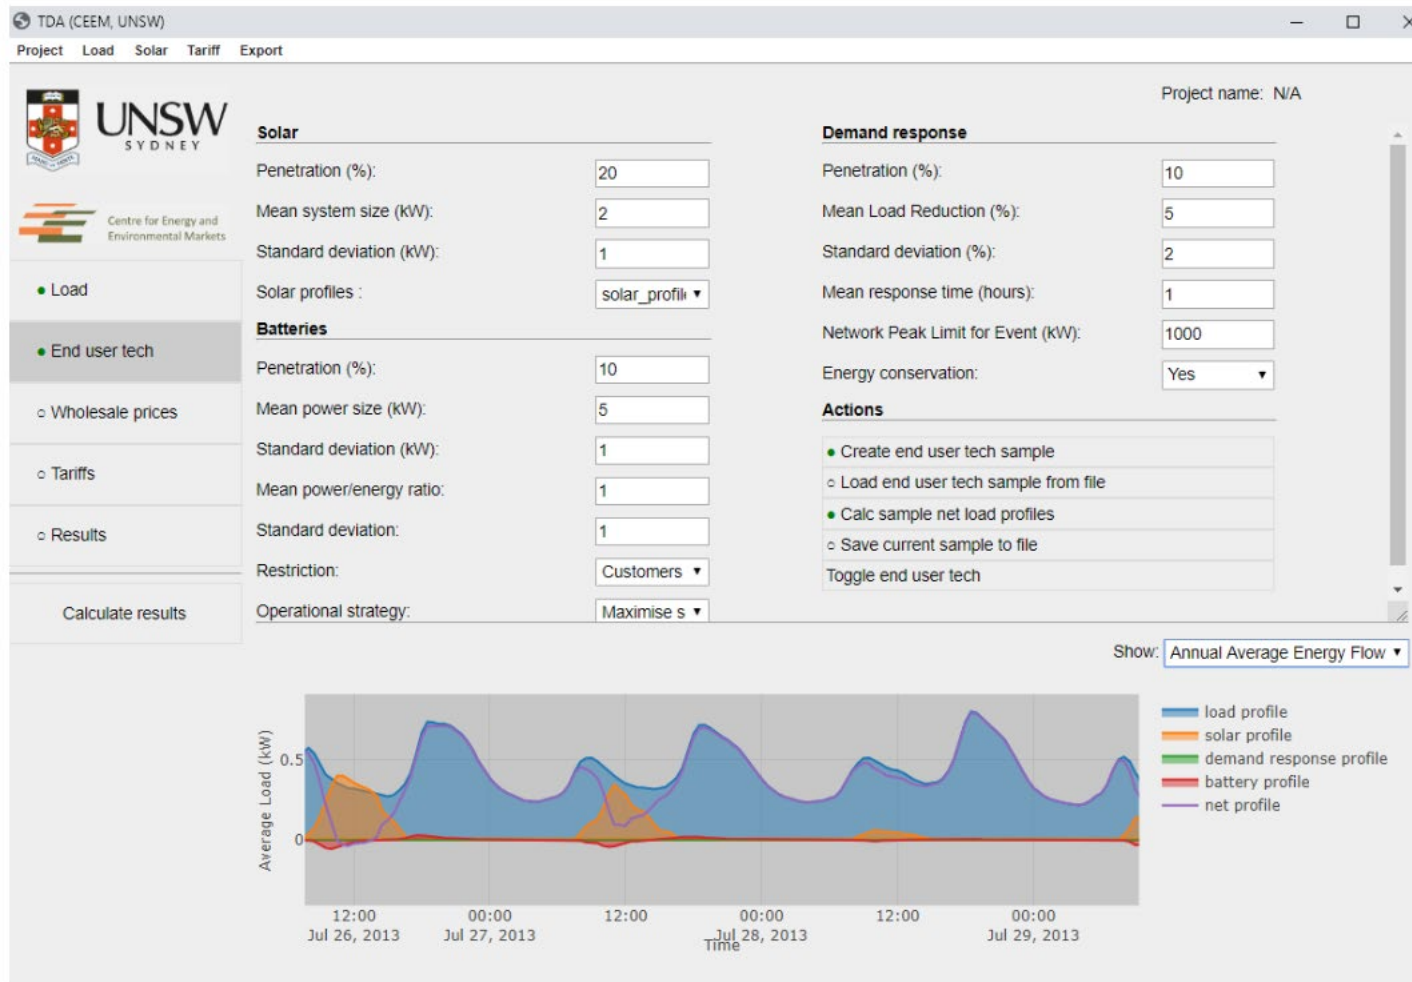 TDA (CEEM, UNSW)
Project Load Solar Tariff Export
Project name: N/A
UNSW
SYDNEY
Centre for Energy and
Environmental Markets
Load
End user tech
Wholesale prices
Tariffs
Results
Calculate results
Solar
Penetration (%): 20
Mean system size (kW): 2
Standard deviation (kW): 1
Solar profiles : solar_profil
Batteries
Penetration (%): 10
Mean power size (kW): 5
Standard deviation (kW): 1
Mean power/energy ratio: 1
Standard deviation: 1
Restriction: Customers
Operational strategy: Maximise s
Demand response
Penetration (%): 10
Mean Load Reduction (%): 5
Standard deviation (%): 2
Mean response time (hours): 1
Network Peak Limit for Event (kW): 1000
Energy conservation: Yes
Actions
Create end user tech sample
Load end user tech sample from file
Calc sample net load profiles
Save current sample to file
Toggle end user tech
Show: Annual Average Energy Flow
Average Load (kW)
0.5
0
12:00 00:00 12:00 00:00 12:00 00:00
Jul 26, 2013 Jul 27, 2013 Jul 28, 2013 Jul 29, 2013
Time
load profile
solar profile
demand response profile
battery profile
net profile